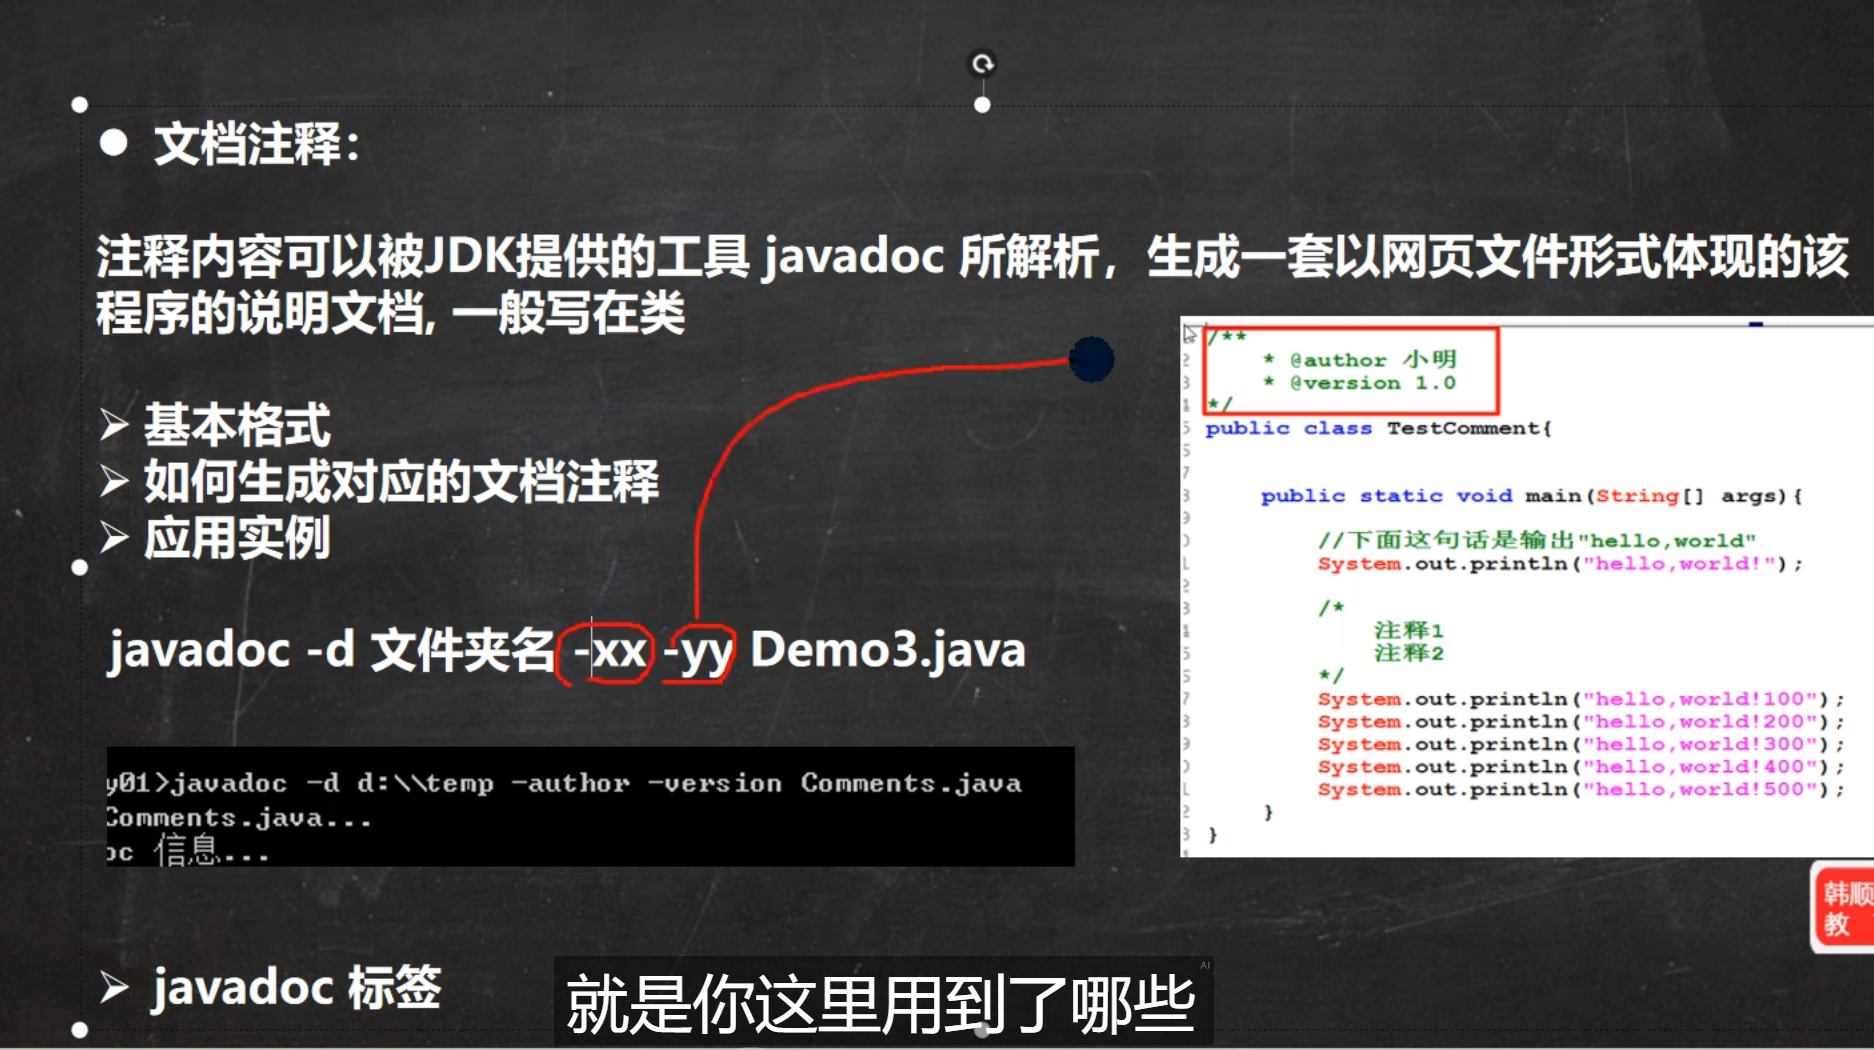 文档注释：
注释内容可以被JDK提供的工具 javadoc 所解析，生成一套以网页文件形式体现的该
程序的说明文档, 一般写在类
基本格式
如何生成对应的文档注释
应用实例
javadoc -d 文件夹名 -xx -yy Demo3.java
y01>javadoc -d d:\\temp -author -version Comments.java
Comments.java...
oc 信息...
javadoc 标签
/**
* @author 小明
* @version 1.0
*/
public class TestComment{
public static void main(String[] args){
//下面这句话是输出"hello,world"
System.out.println("hello,world!");
/*
注释1
注释2
*/
System.out.println("hello,world!100");
System.out.println("hello,world!200");
System.out.println("hello,world!300");
System.out.println("hello,world!400");
System.out.println("hello,world!500");
}
}
韩顺
教
就是你这里用到了哪些
AI